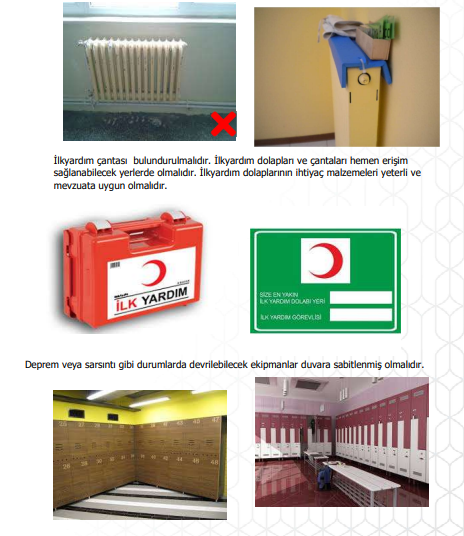 İlkyardım çantası bulundurulmalıdır. İlkyardım dolapları ve çantaları hemen erişim
sağlanabilecek yerlerde olmalıdır. İlkyardım dolaplarının ihtiyaç malzemeleri yeterli ve
mevzuata uygun olmalıdır.
İLK YARDIM
SİZE EN YAKIN
İLK YARDIM DOLABI YERİ
İLK YARDIM GÖREVLİSİ
Deprem veya sarsıntı gibi durumlarda devrilebilecek ekipmanlar duvara sabitlenmiş olmalıdır.